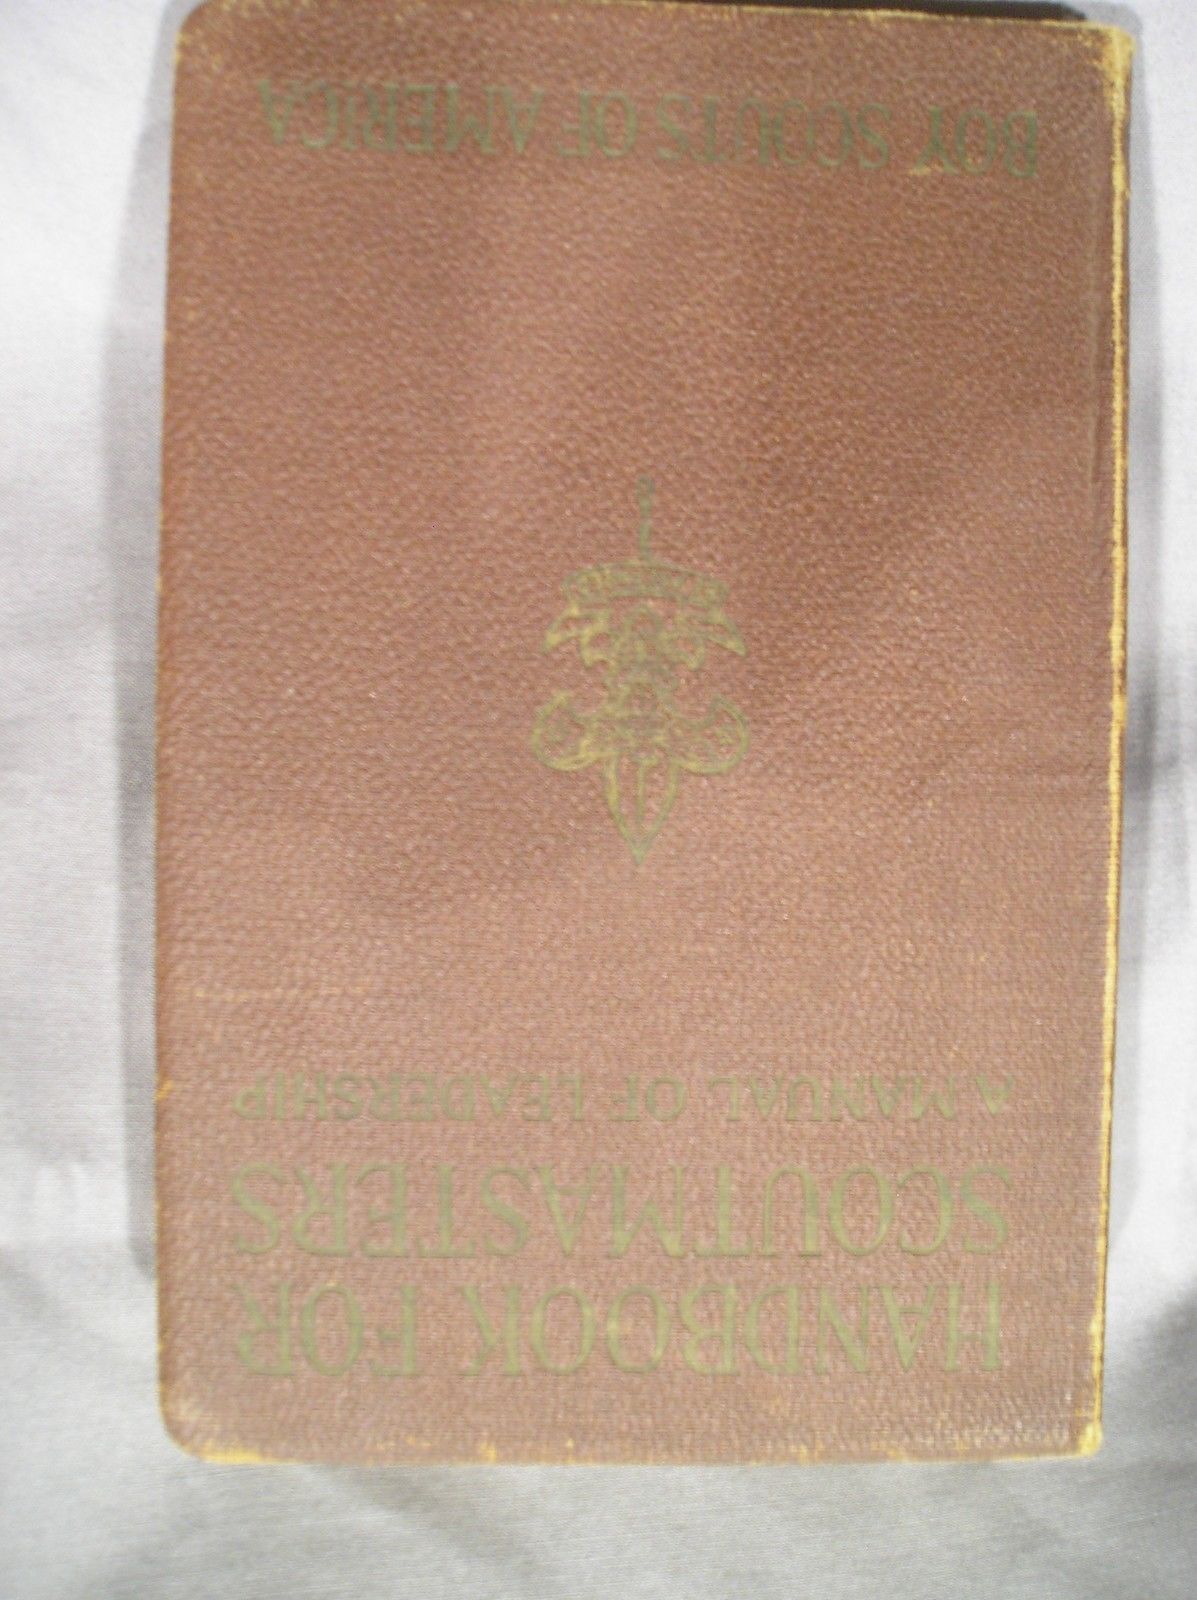 HANDBOOK FOR
SCOUTMASTERS
A MANUAL OF LEADERSHIP
BOY SCOUTS OF AMERICA